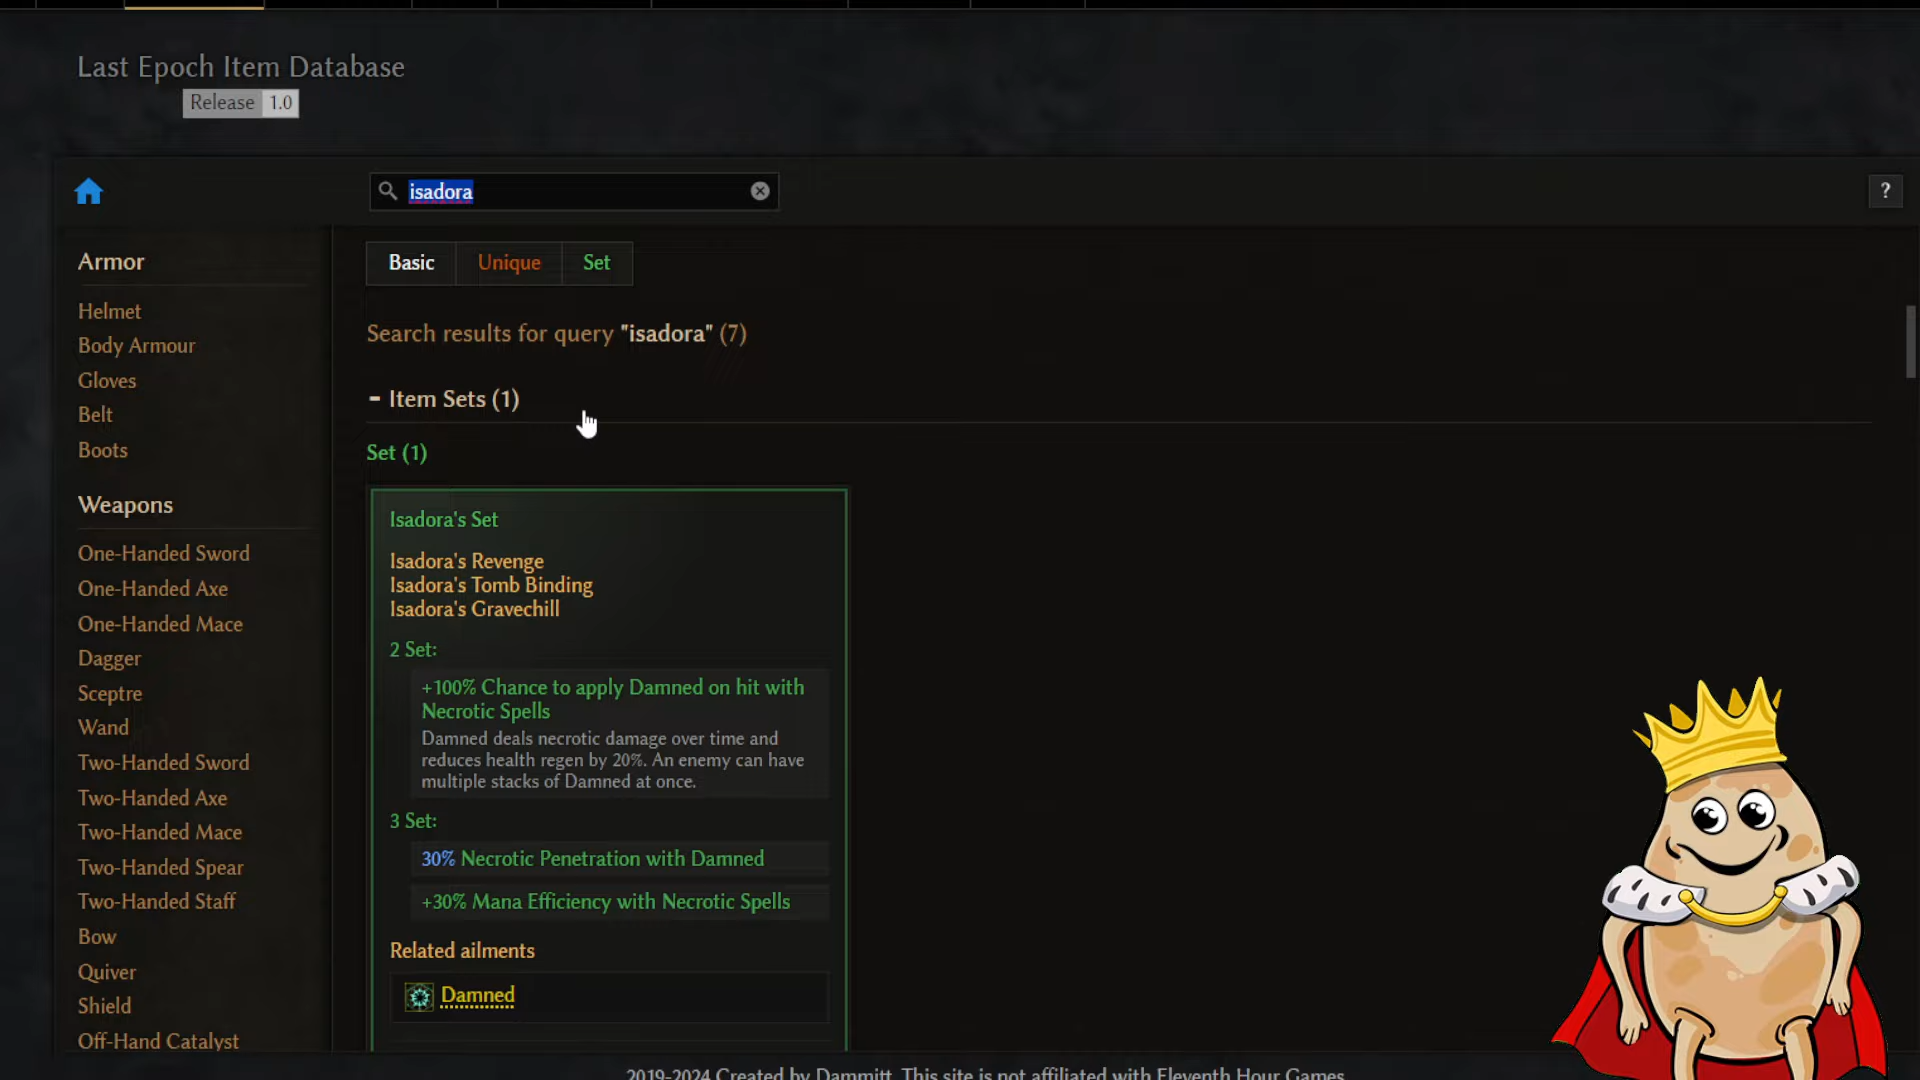 Last Epoch Item Database
Release 1.0
isadora
?
Armor
Helmet
Body Armour
Gloves
Belt
Boots
Weapons
One-Handed Sword
One-Handed Axe
One-Handed Mace
Dagger
Sceptre
Wand
Two-Handed Sword
Two-Handed Axe
Two-Handed Mace
Two-Handed Spear
Two-Handed Staff
Bow
Quiver
Shield
Off-Hand Catalyst
Basic Unique Set
Search results for query "isadora" (7)
- Item Sets (1)
Set (1)
Isadora's Set
Isadora's Revenge
Isadora's Tomb Binding
Isadora's Gravechill
2 Set:
+100% Chance to apply Damned on hit with
Necrotic Spells
Damned deals necrotic damage over time and
reduces health regen by 20%. An enemy can have
multiple stacks of Damned at once.
3 Set:
30% Necrotic Penetration with Damned
+30% Mana Efficiency with Necrotic Spells
Related ailments
Damned
2019-2024 Created by Dammitt. This site is not affiliated with Eleventh Hour Games.